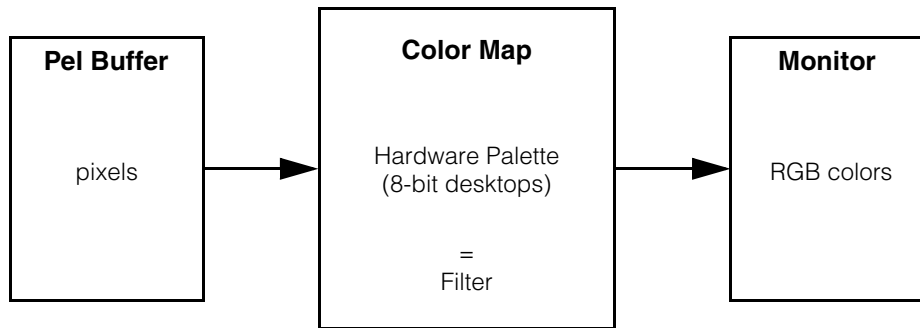 Pel Buffer
pixels
Color Map
Hardware Palette
(8-bit desktops)
=
Filter
Monitor
RGB colors